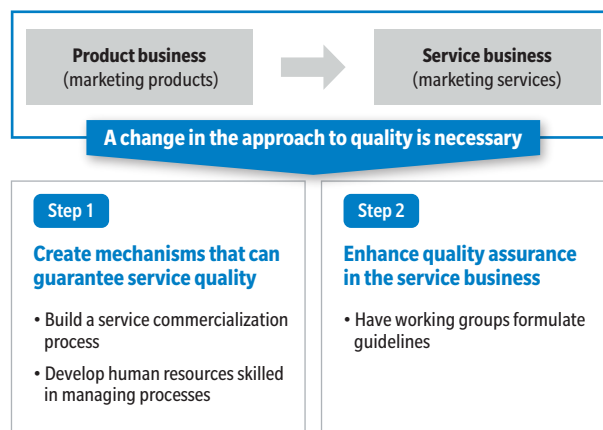 Product business
(marketing products)
Service business
(marketing services)
A change in the approach to quality is necessary
Step 1
Create mechanisms that can
guarantee service quality
• Build a service commercialization
process
• Develop human resources skilled
in managing processes
Step 2
Enhance quality assurance
in the service business
• Have working groups formulate
guidelines